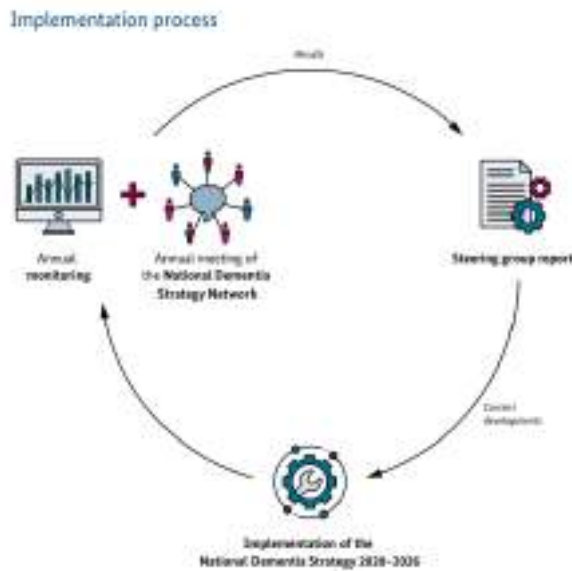 Implementation process
Results
Annual
monitoring
Annual meeting of
the National Dementia
Strategy Network
Steering group report
developments
Implementation of the
National Dementia Strategy 2020–2026